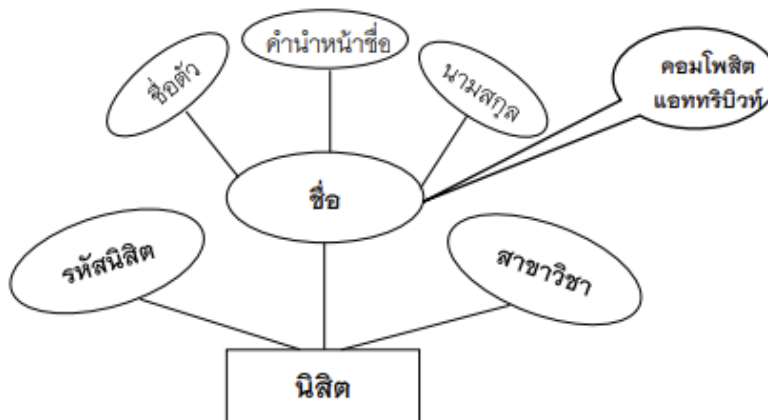 คำนำหน้าชื่อ
ชื่อตัว
นามสกุล
คอมโพสิต
แอททริบิวท์
ชื่อ
รหัสนิสิต
สาขาวิชา
นิสิต